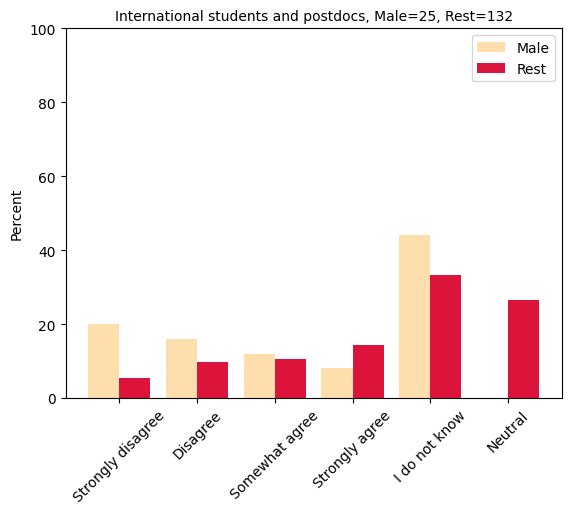 International students and postdocs, Male=25, Rest=132
Male
Rest
Percent
100
80
60
40
20
0
Strongly disagree
Disagree
Somewhat agree
Strongly agree
I do not know
Neutral